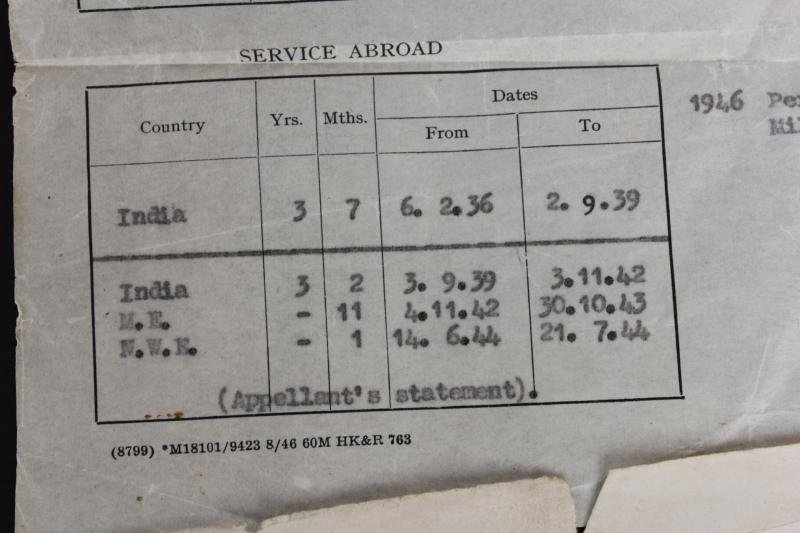 SERVICE ABROAD
Country Yrs. Mths. Dates
From To
India 3 7 6. 2.36 2. 9.39
India 3 2 3. 9.39 3.11.42
M.E. - 11 4.11.42 30.10.43
N.W.E. - 1 14. 6.44 21. 7.44
(Appellant's statement).
(8799) *M18101/9423 8/46 60M HK&R 763
1946